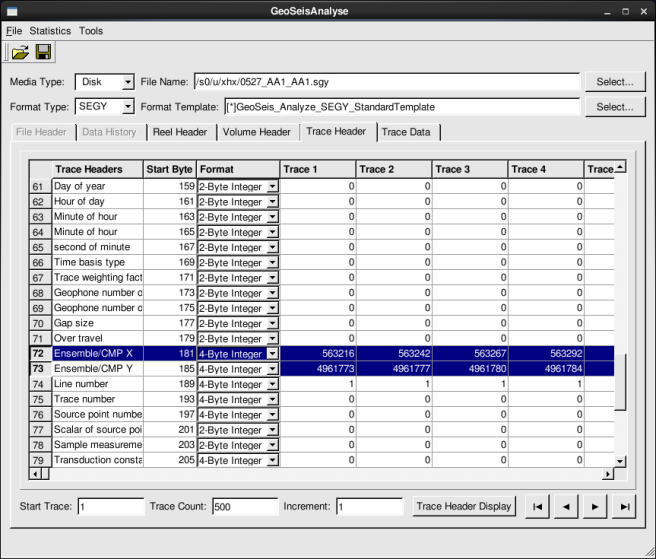 GeoSeisAnalyse
File Statistics Tools
Media Type: Disk File Name: /s0/u/xhx/0527_AA1_AA1.sgy Select...
Format Type: SEGY Format Template: [*]GeoSeis_Analyze_SEGY_StandardTemplate Select...
File Header Data History Reel Header Volume Header Trace Header Trace Data
Trace Headers Start Byte Format Trace 1 Trace 2 Trace 3 Trace 4 Trace
61 Day of year 159 2-Byte Integer 0 0 0 0
62 Hour of day 161 2-Byte Integer 0 0 0 0
63 Minute of hour 163 2-Byte Integer 0 0 0 0
64 Minute of hour 165 2-Byte Integer 0 0 0 0
65 second of minute 167 2-Byte Integer 0 0 0 0
66 Time basis type 169 2-Byte Integer 0 0 0 0
67 Trace weighting fact 171 2-Byte Integer 0 0 0 0
68 Geophone number o 173 2-Byte Integer 0 0 0 0
69 Geophone number o 175 2-Byte Integer 0 0 0 0
70 Gap size 177 2-Byte Integer 0 0 0 0
71 Over travel 179 2-Byte Integer 0 0 0 0
72 Ensemble/CMP X 181 4-Byte Integer 563216 563242 563267 563292
73 Ensemble/CMP Y 185 4-Byte Integer 4961773 4961777 4961780 4961784
74 Line number 189 4-Byte Integer 1 1 1 1
75 Trace number 193 4-Byte Integer 0 0 0 0
76 Source point numbe 197 4-Byte Integer 0 0 0 0
77 Scalar of source poi 201 2-Byte Integer 0 0 0 0
78 Sample measureme 203 2-Byte Integer 0 0 0 0
79 Transduction consta 205 4-Byte Integer 0 0 0 0
Start Trace: 1 Trace Count: 500 Increment: 1 Trace Header Display